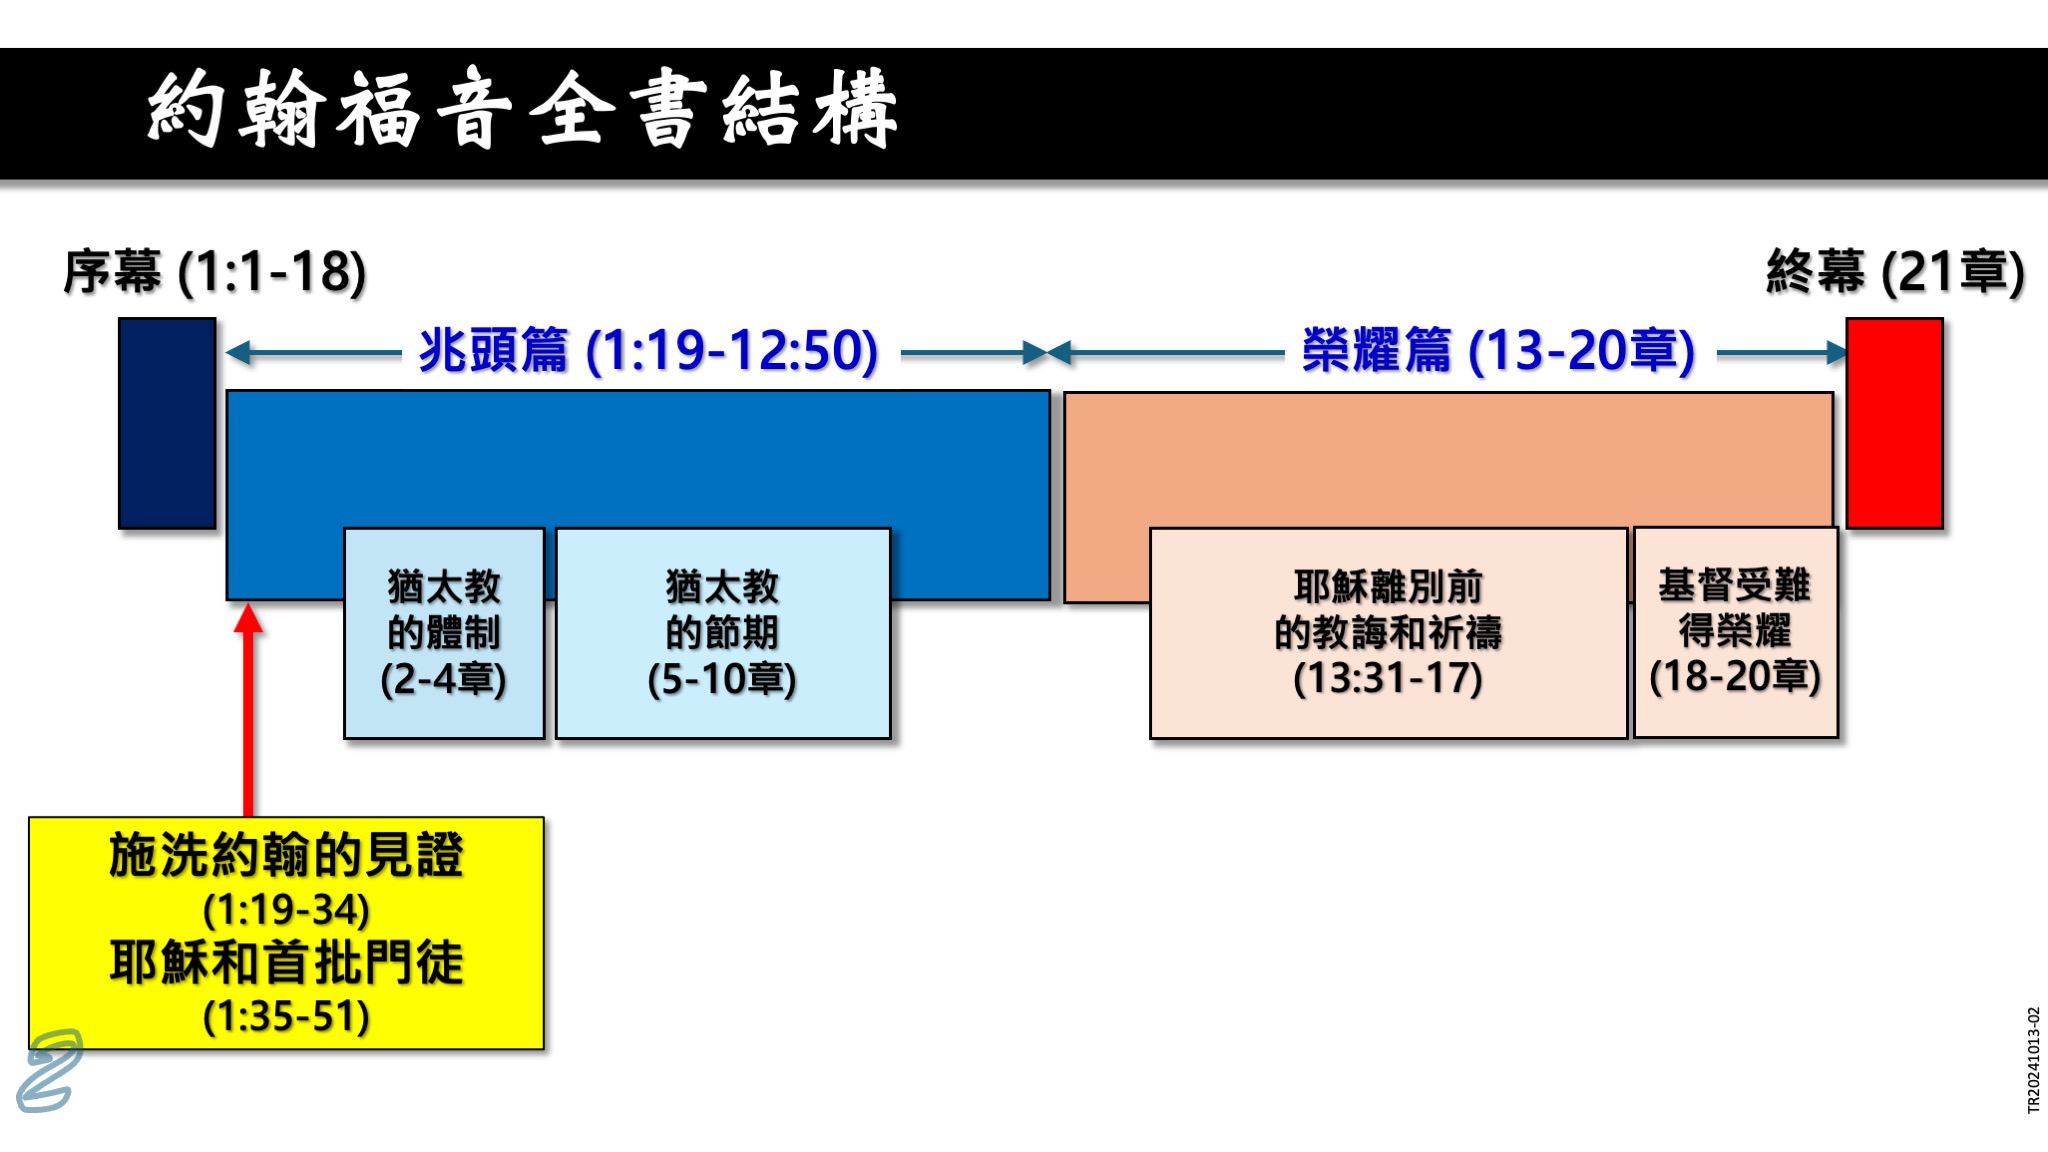 約翰福音全書結構
序幕 (1:1-18)
終幕 (21章)
兆頭篇 (1:19-12:50)
榮耀篇 (13-20章)
猶太教
的體制
(2-4章)
猶太教
的節期
(5-10章)
耶穌離別前
的教誨和祈禱
(13:31-17)
基督受難
得榮耀
(18-20章)
施洗約翰的見證
(1:19-34)
耶穌和首批門徒
(1:35-51)
2
TR20241013-02